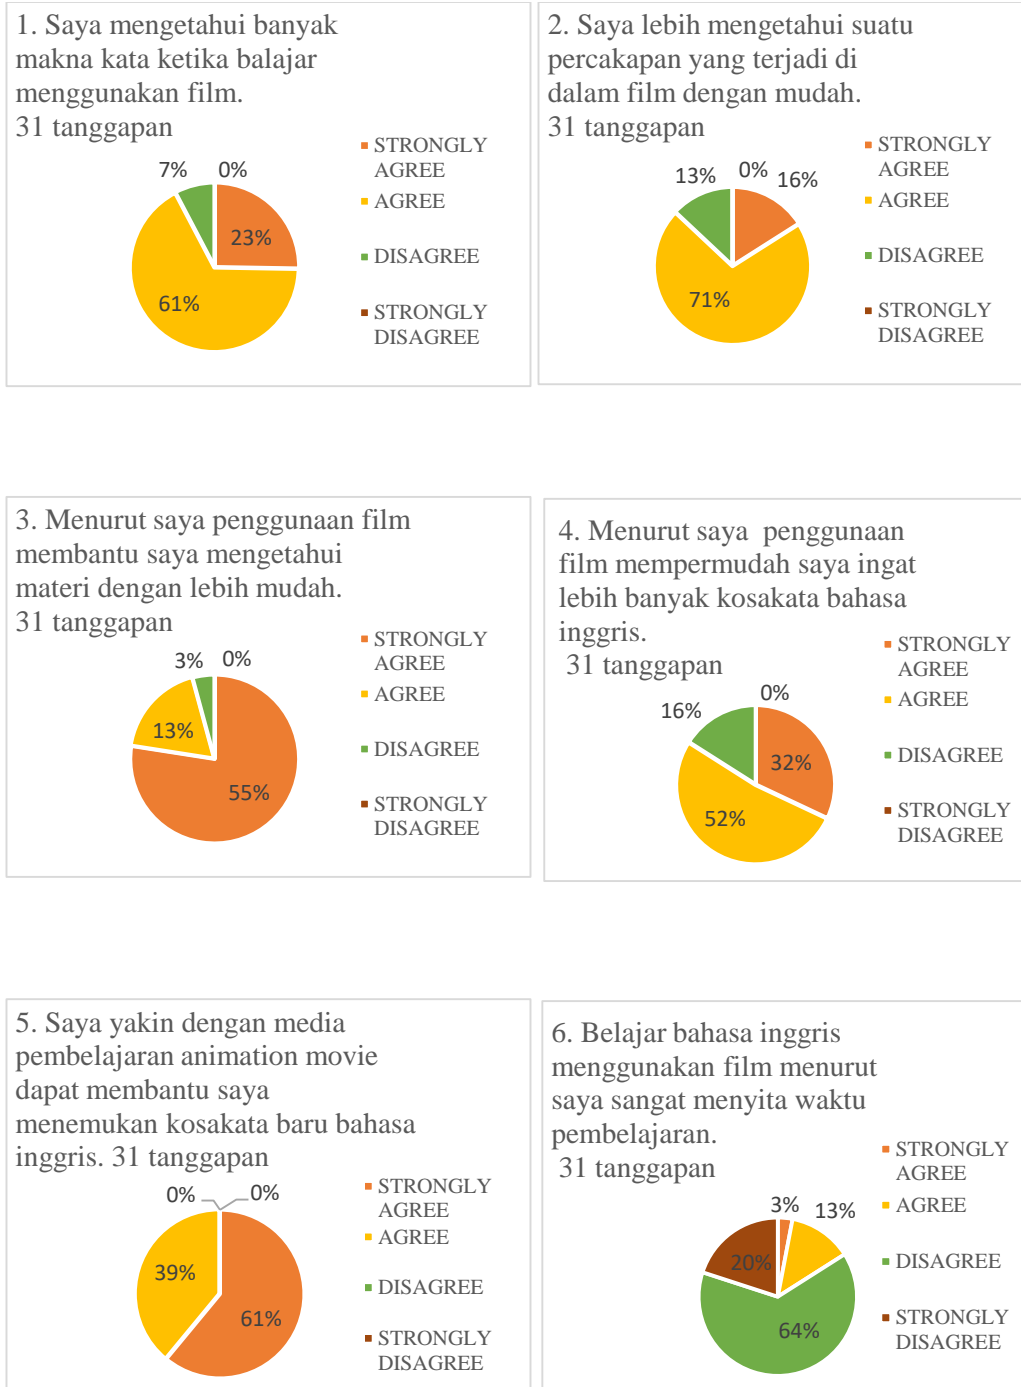 1. Saya mengetahui banyak
makna kata ketika balajar
menggunakan film.
31 tanggapan
7%
0%
23%
61%
STRONGLY
AGREE
AGREE
DISAGREE
STRONGLY
DISAGREE
2. Saya lebih mengetahui suatu
percakapan yang terjadi di
dalam film dengan mudah.
31 tanggapan
13%
0%
16%
71%
STRONGLY
AGREE
AGREE
DISAGREE
STRONGLY
DISAGREE
3. Menurut saya penggunaan film
membantu saya mengetahui
materi dengan lebih mudah.
31 tanggapan
3%
0%
13%
55%
STRONGLY
AGREE
AGREE
DISAGREE
STRONGLY
DISAGREE
4. Menurut saya penggunaan
film mempermudah saya ingat
lebih banyak kosakata bahasa
inggris.
31 tanggapan
0%
16%
32%
52%
STRONGLY
AGREE
AGREE
DISAGREE
STRONGLY
DISAGREE
5. Saya yakin dengan media
pembelajaran animation movie
dapat membantu saya
menemukan kosakata baru bahasa
inggris. 31 tanggapan
0%
0%
39%
61%
STRONGLY
AGREE
AGREE
DISAGREE
STRONGLY
DISAGREE
6. Belajar bahasa inggris
menggunakan film menurut
saya sangat menyita waktu
pembelajaran.
31 tanggapan
3%
13%
20%
64%
STRONGLY
AGREE
AGREE
DISAGREE
STRONGLY
DISAGREE